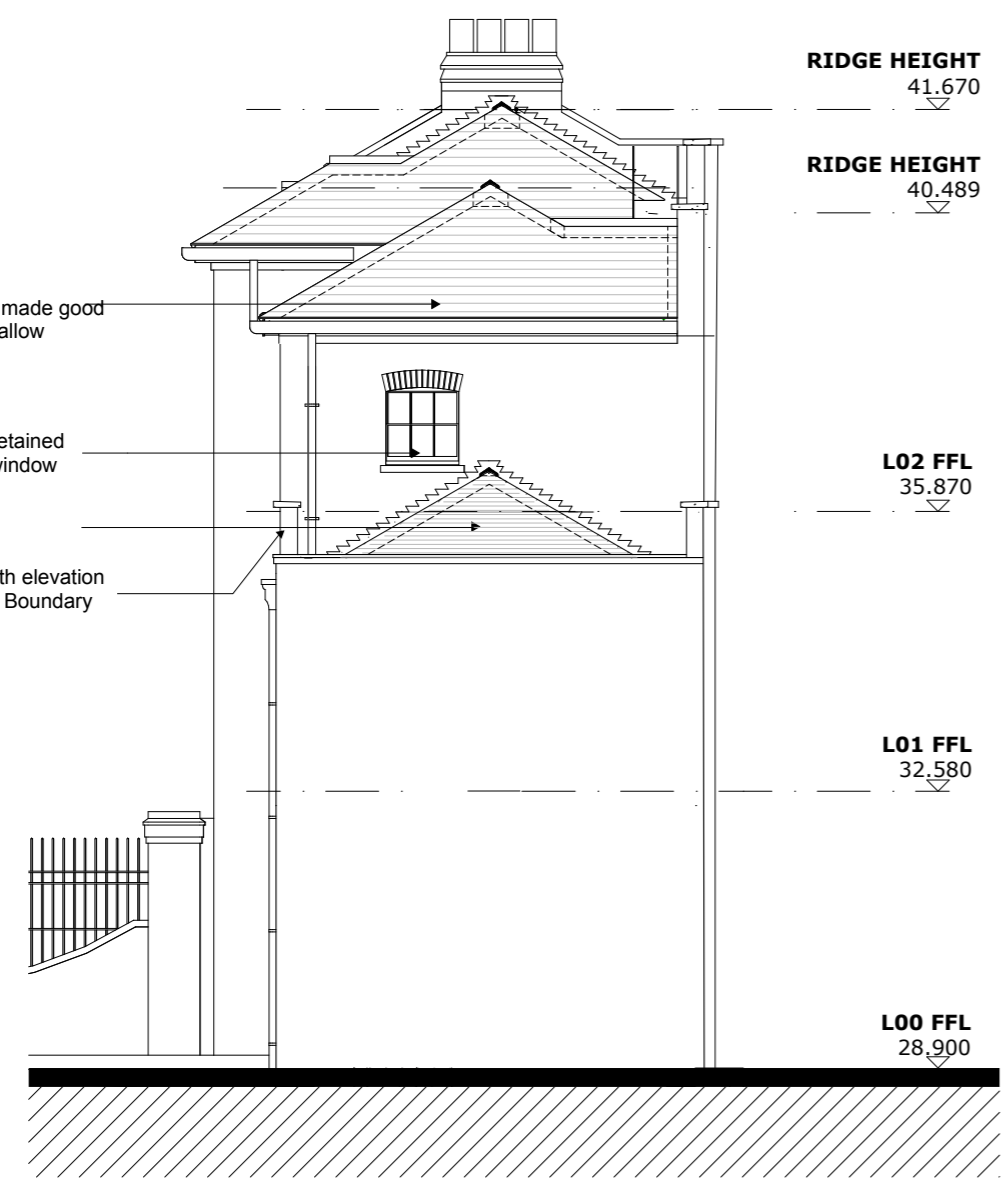 RIDGE HEIGHT
41.670
RIDGE HEIGHT
40.489
made good
allow
etained
window
L02 FFL
35.870
th elevation
Boundary
L01 FFL
32.580
L00 FFL
28.900